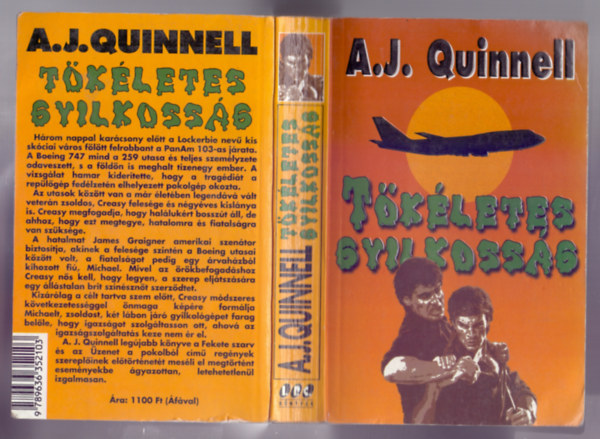 A.J. QUINNELL
TÖKÉLETES
GYILKOSSÁG
Három nappal karácsony előtt a Lockerbie nevű kis
skóciai város fölött felrobbant a PanAm 103-as járata.
A Boeing 747 mind a 259 utasa és teljes személyzete
odaveszett, s a földön is meghalt tizenegy ember. A
vizsgálat hamar kiderítette, hogy a tragédiát a
repülőgép fedélzetén elhelyezett pokolgép okozta.
Az utasok között van a már életében legendává vált
veterán zsoldos, Creasy felesége és négyéves kislánya
is. Creasy megfogadja, hogy halálukért bosszút áll, de
ahhoz, hogy ezt megtegye, hatalomra és fiatalságra
van szüksége.
A hatalmat James Graigner amerikai szenátor
biztosítja, akinek a felesége szintén a Boeing utasai
között volt, a fiatalságot pedig egy árvaházból
kihozott fiú, Michael. Mivel az örökbefogadáshoz
Creasy nős kell, hogy legyen, a szerep eljátszására
egy állástalan brit színésznőt szerződtet.
Kizárólag a célt tartva szem előtt, Creasy módszeres
következetességgel önmaga képére formálja
Michaelt, zsoldost, két lábon járó gyilkológépet farag
belőle, hogy igazságot szolgáltasson ott, ahová az
igazságszolgáltatás keze nem ér el.
A. J. Quinnell legújabb könyve a Fekete szarv
és az Üzenet a pokolból című regények
szereplőinek előtörténetét meséli el megtörtént
eseményekbe ágyazottan, letehetetlenül
izgalmasan.
Ára: 1100 Ft (Áfával)
9 789636 352103
A.J.QUINNELL
TÖKÉLETES
GYILKOSSÁG
A.J. Quinnell
TÖKÉLETES
GYILKOSSÁG